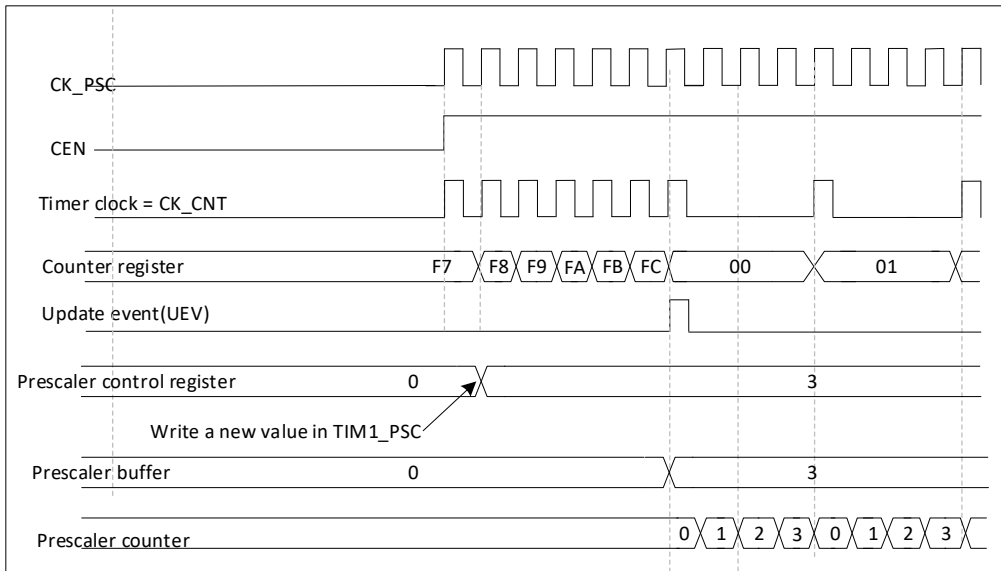 CK_PSC
CEN
Timer clock = CK_CNT
Counter register F7 F8 F9 FA FB FC 00 01
Update event(UEV)
Prescaler control register 0 3
Write a new value in TIM1_PSC
Prescaler buffer 0 3
Prescaler counter 0 1 2 3 0 1 2 3